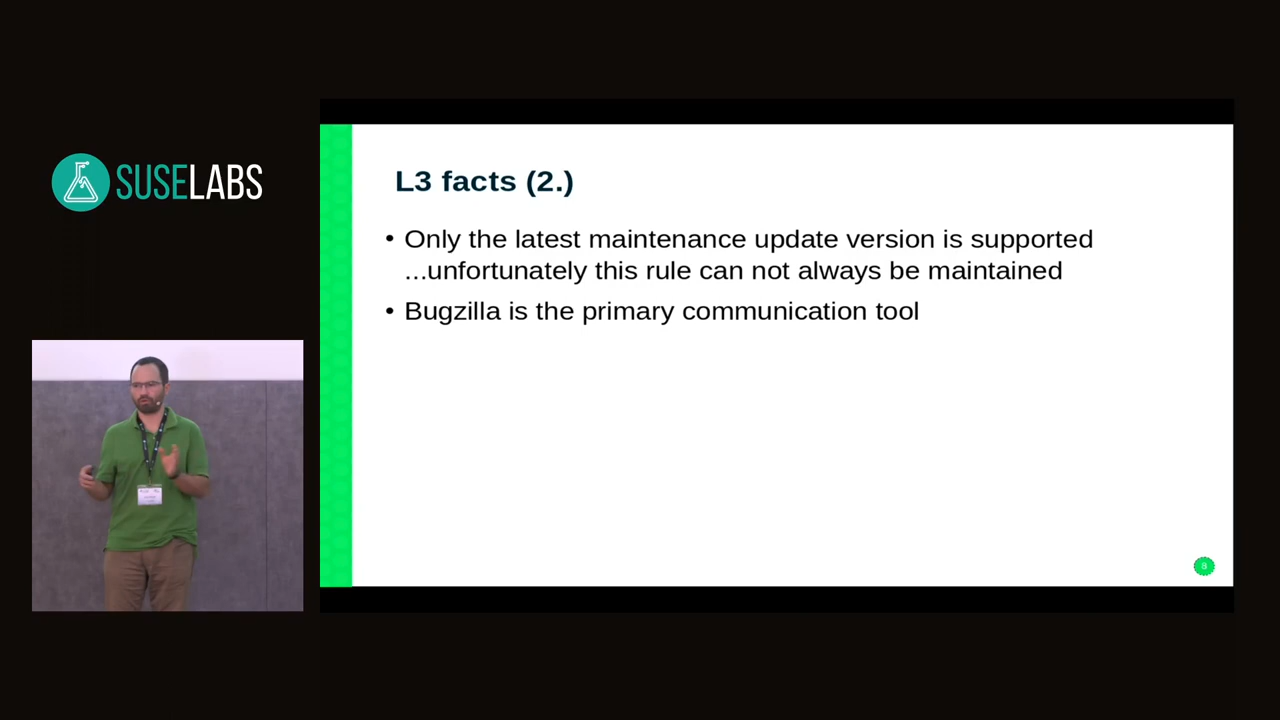 SUSELABS
L3 facts (2.)
• Only the latest maintenance update version is supported
...unfortunately this rule can not always be maintained
• Bugzilla is the primary communication tool
8